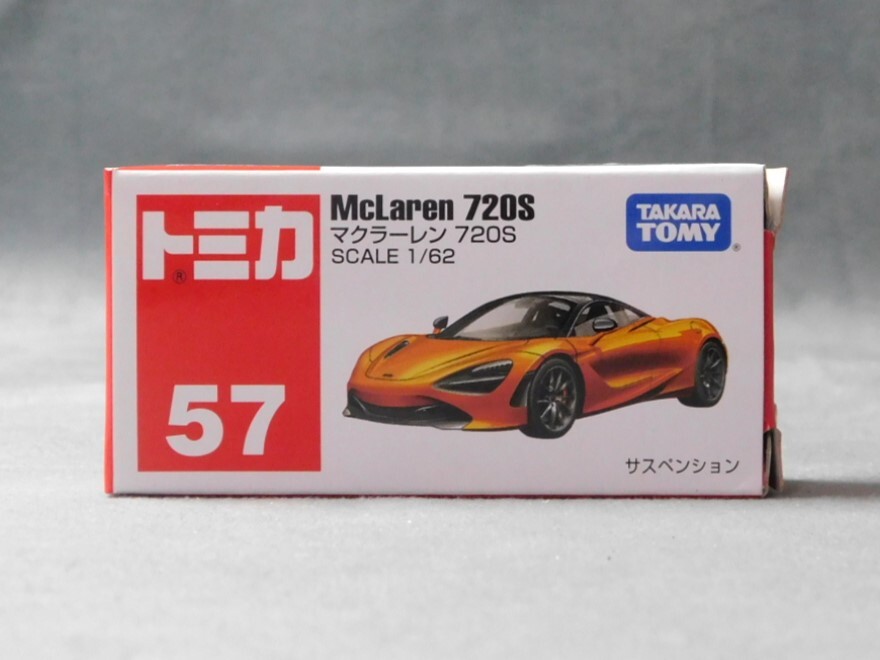 トミカ
®
57
McLaren 720S
マクラーレン 720S
SCALE 1/62
TAKARA
TOMY
®
サスペンション